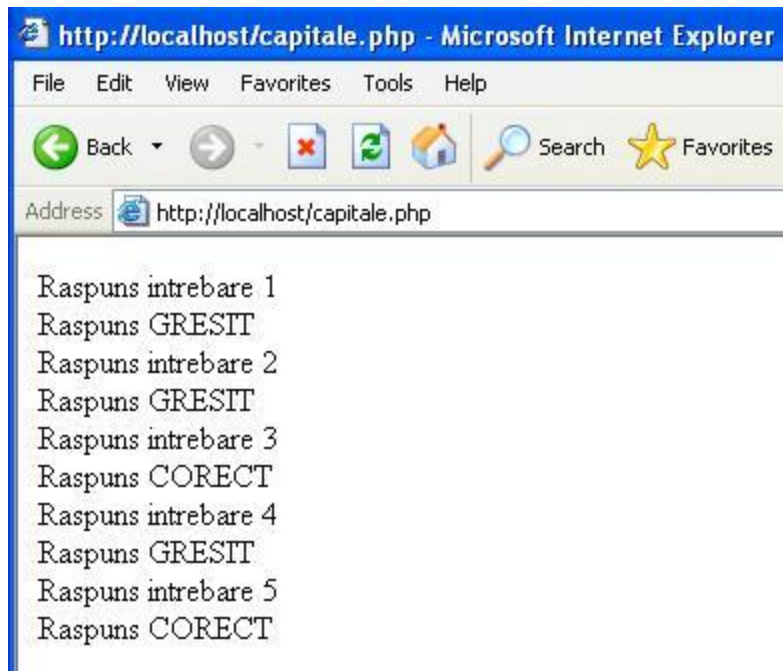 http://localhost/capitale.php - Microsoft Internet Explorer
File Edit View Favorites Tools Help
Back Search Favorites
Address http://localhost/capitale.php
Raspuns intrebare 1
Raspuns GRESIT
Raspuns intrebare 2
Raspuns GRESIT
Raspuns intrebare 3
Raspuns CORECT
Raspuns intrebare 4
Raspuns GRESIT
Raspuns intrebare 5
Raspuns CORECT